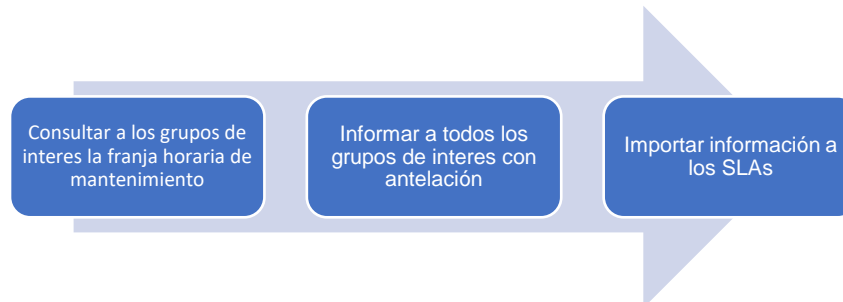 Consultar a los grupos de
interes la franja horaria de
mantenimiento
Informar a todos los
grupos de interes con
antelación
Importar información a
los SLAs